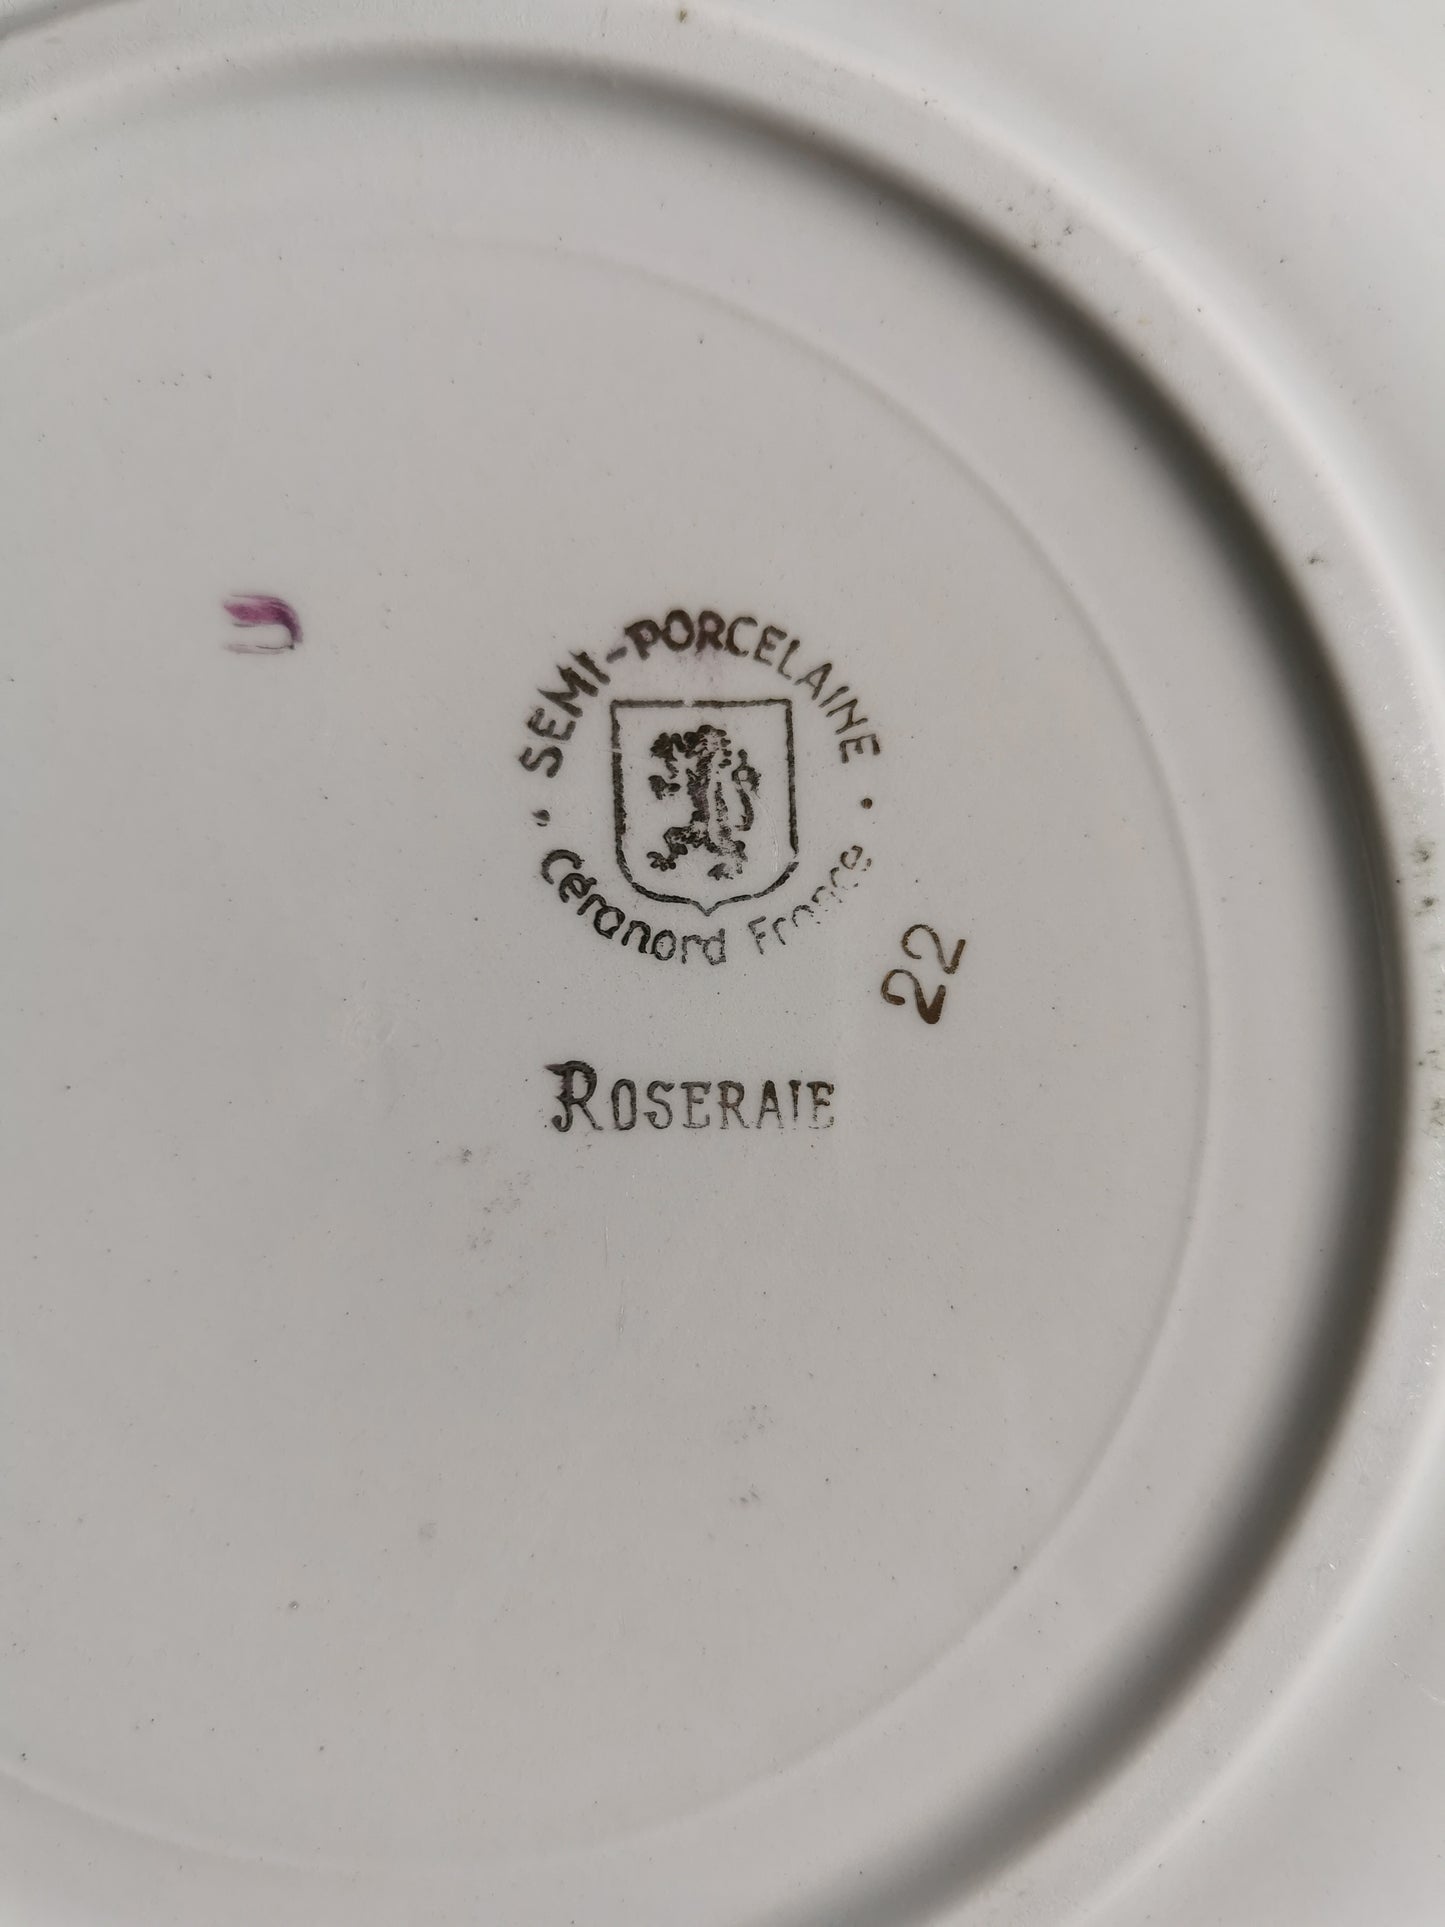 SEMI-PORCELAINE
Céranord France
22
ROSERAIE